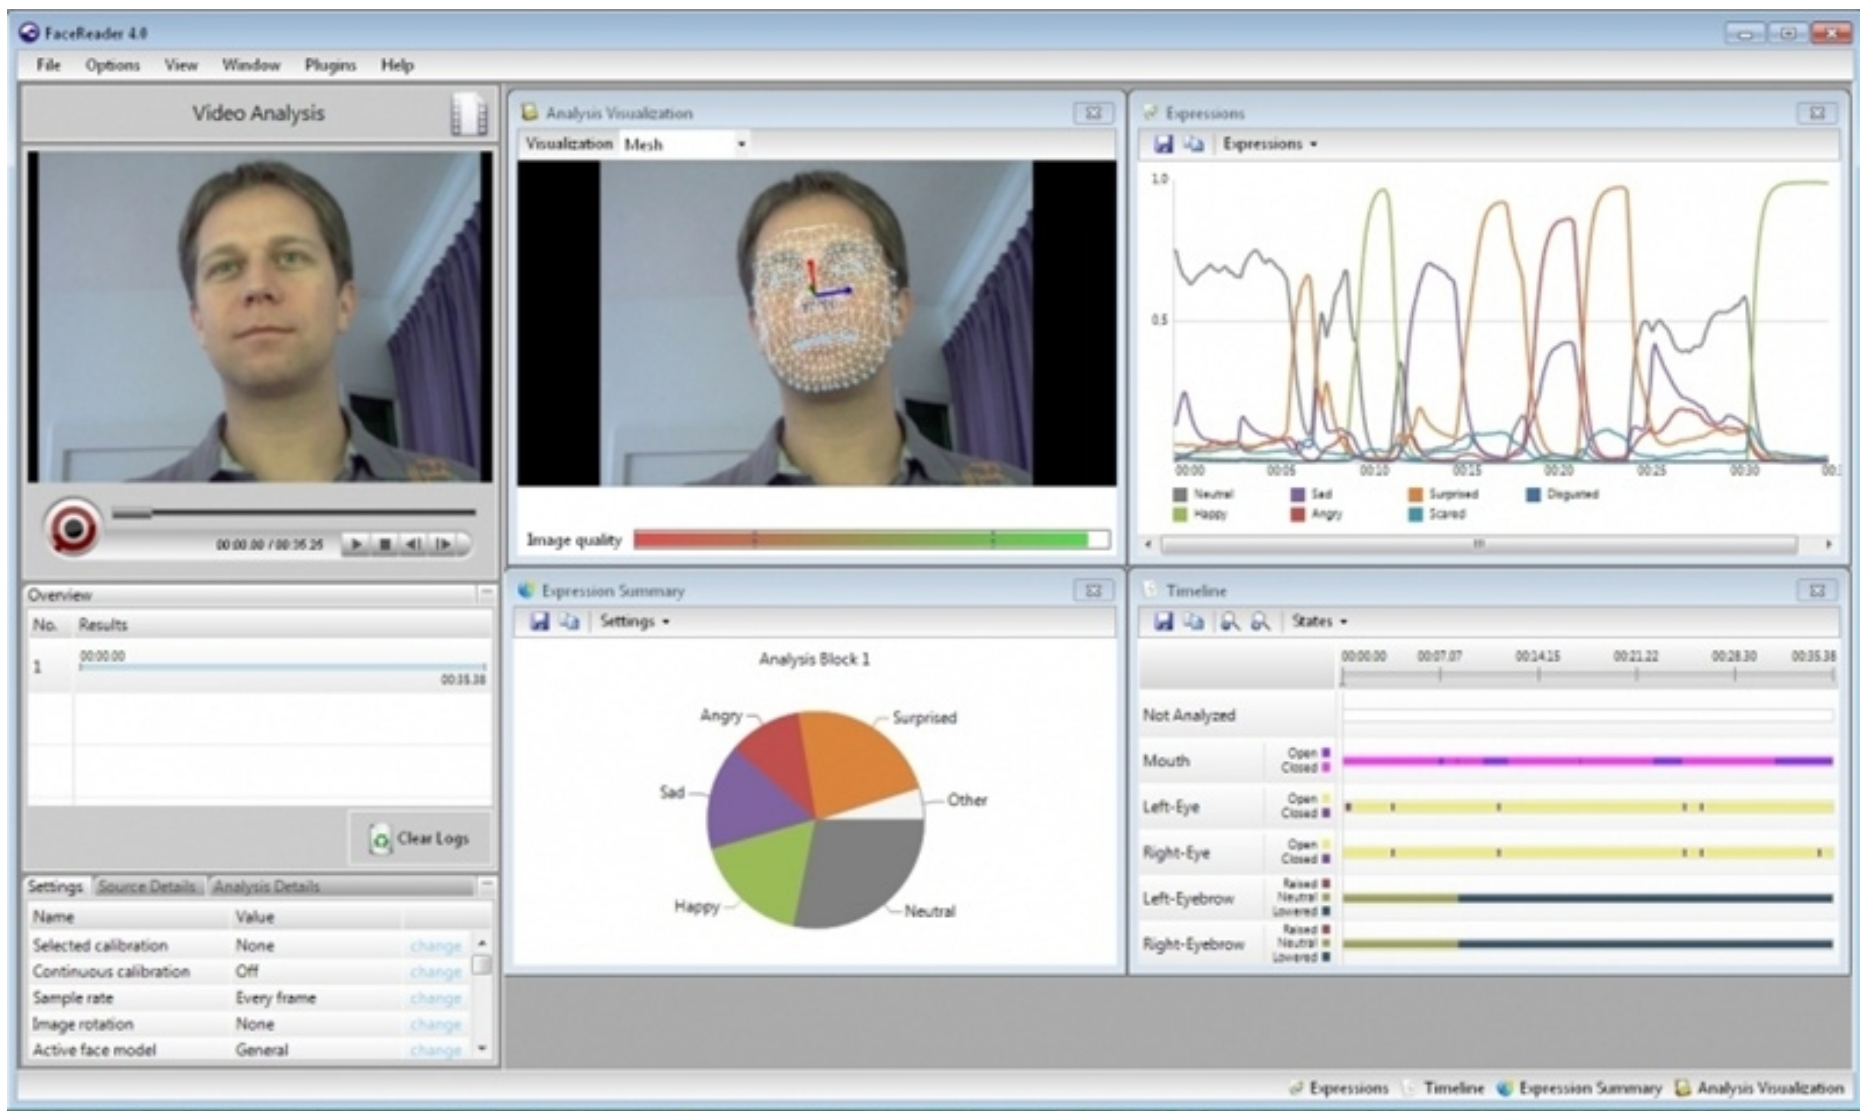 FaceReader 4.0
File Options View Window Plugins Help
Video Analysis
00:00.00 / 00:35.25
Overview
No. Results
1 00:00.00
00:35.38
Clear Logs
Settings Source Details Analysis Details
Name Value
Selected calibration None change
Continuous calibration Off change
Sample rate Every frame change
Image rotation None change
Active face model General change
Analysis Visualization
Visualization Mesh
Image quality
Expressions
Expressions
1.0
0.5
00:00 00:05 00:10 00:15 00:20 00:25 00:30 00:
Neutral Sad Surprised Disgusted
Happy Angry Scared
Expression Summary
Settings
Analysis Block 1
Angry Surprised
Sad Other
Happy Neutral
Timeline
States
00:00.00 00:07.07 00:14.15 00:21.22 00:28.30 00:35.38
Not Analyzed
Mouth Open
Closed
Left-Eye Open
Closed
Right-Eye Open
Closed
Left-Eyebrow Raised
Neutral
Lowered
Right-Eyebrow Raised
Neutral
Lowered
Expressions Timeline Expression Summary Analysis Visualization